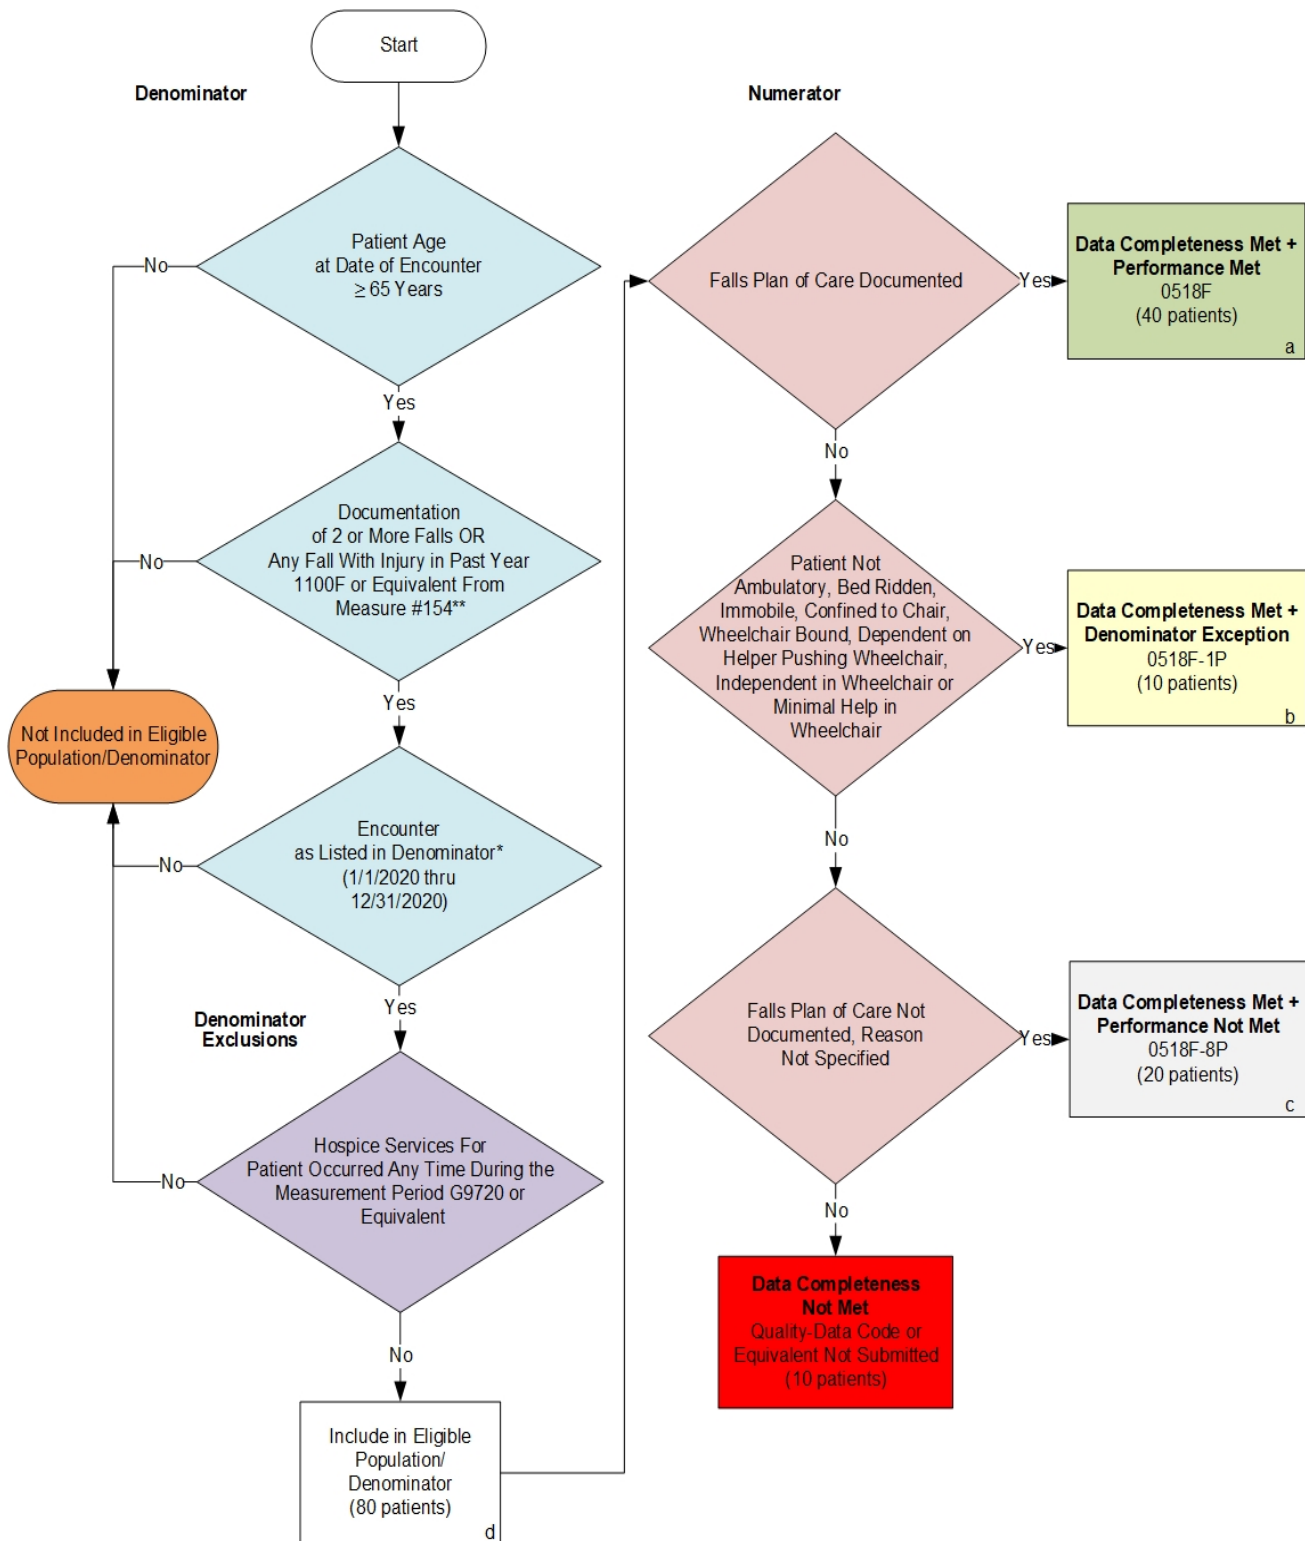 Start
Denominator
Patient Age
at Date of Encounter
≥ 65 Years
No
Yes
Documentation
of 2 or More Falls OR
Any Fall With Injury in Past Year
1100F or Equivalent From
Measure #154**
No
Yes
Not Included in Eligible
Population/Denominator
Encounter
as Listed in Denominator*
(1/1/2020 thru
12/31/2020)
No
Yes
Denominator
Exclusions
Hospice Services For
Patient Occurred Any Time During the
Measurement Period G9720 or
Equivalent
No
No
Include in Eligible
Population/
Denominator
(80 patients)
d
Numerator
Falls Plan of Care Documented
Yes
Data Completeness Met +
Performance Met
0518F
(40 patients)
a
No
Patient Not
Ambulatory, Bed Ridden,
Immobile, Confined to Chair,
Wheelchair Bound, Dependent on
Helper Pushing Wheelchair,
Independent in Wheelchair or
Minimal Help in
Wheelchair
Yes
Data Completeness Met +
Denominator Exception
0518F-1P
(10 patients)
b
No
Falls Plan of Care Not
Documented, Reason
Not Specified
Yes
Data Completeness Met +
Performance Not Met
0518F-8P
(20 patients)
c
No
Data Completeness
Not Met
Quality-Data Code or
Equivalent Not Submitted
(10 patients)